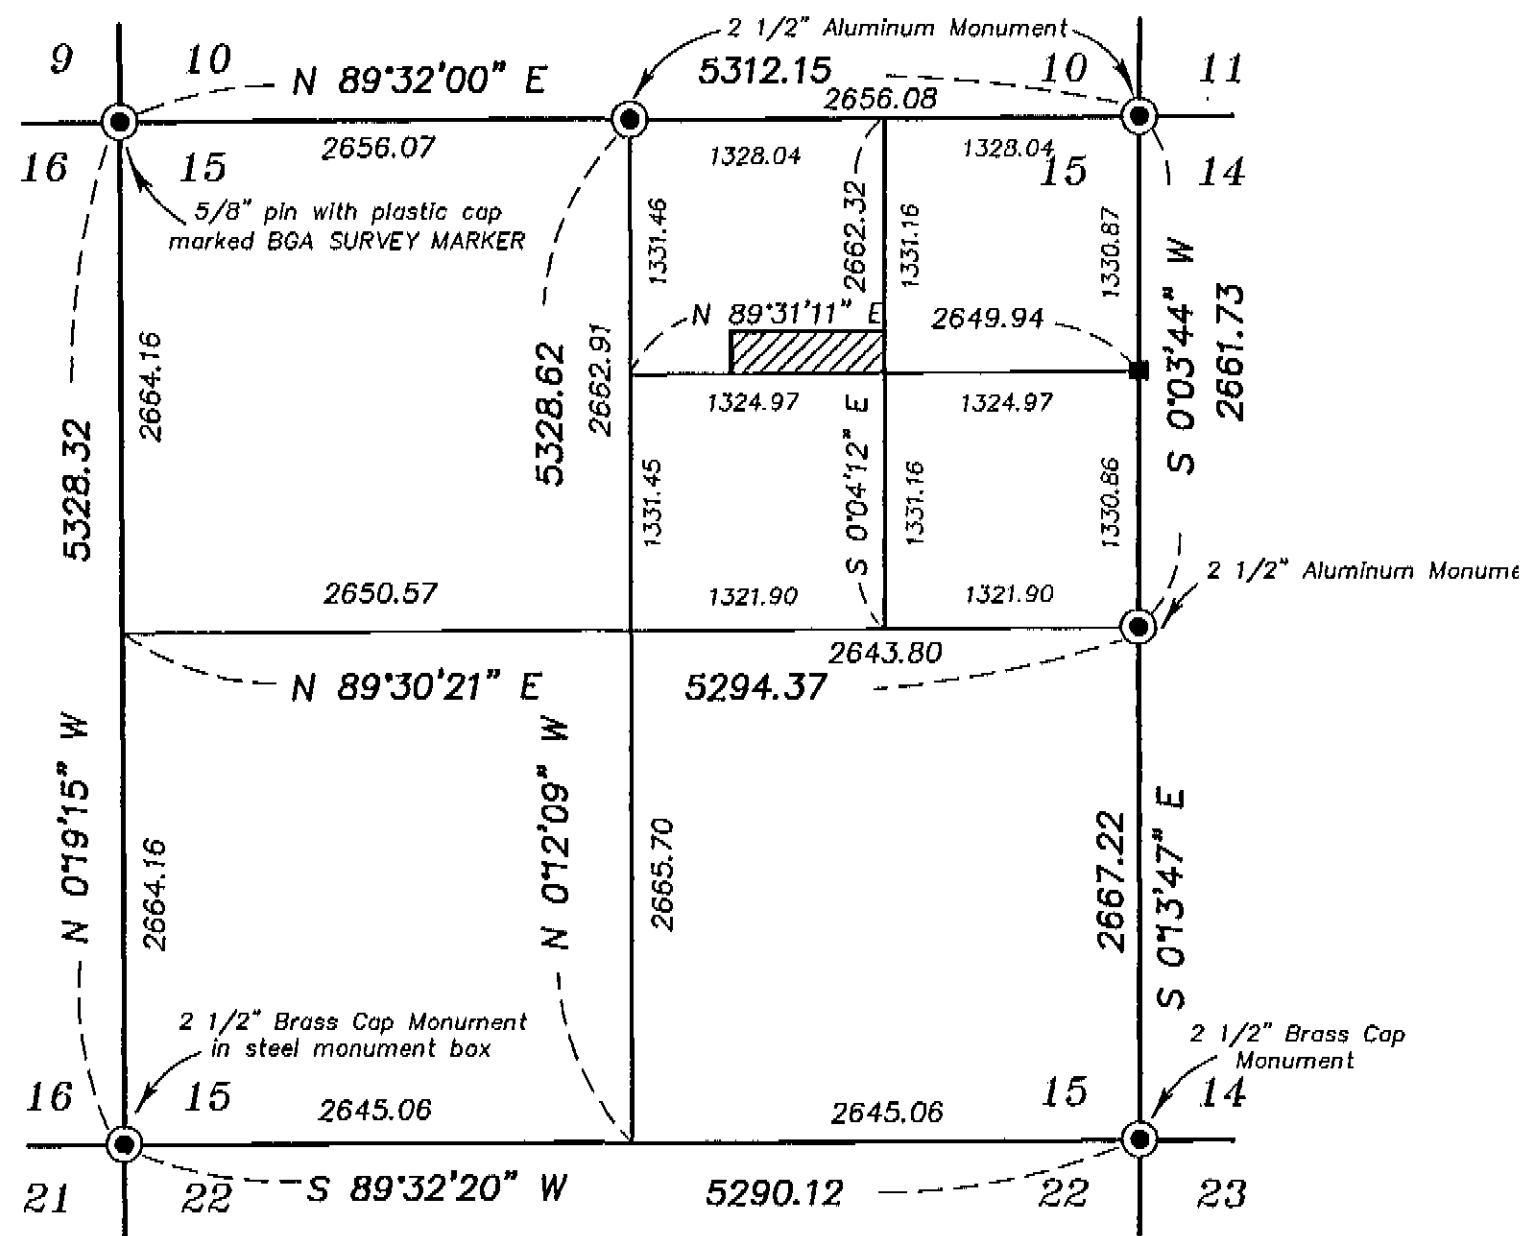 2 1/2" Aluminum Monument
9
10
N 89°32'00" E
5312.15
10
11
2656.08
16
15
2656.07
1328.04
1328.04
15
14
5/8" pin with plastic cap
marked BGA SURVEY MARKER
1331.46
2662.32
1331.16
1330.87
S 0°03'44" W
2661.73
N 89°31'11" E
2649.94
5328.32
2664.16
5328.62
2662.91
1324.97
1324.97
1331.45
S 0°04'12" E
1331.16
1330.86
2 1/2" Aluminum Monume
2650.57
1321.90
1321.90
2643.80
N 89°30'21" E
5294.37
N 0°19'15" W
2664.16
N 0°12'09" W
2665.70
2667.22
S 0°13'47" E
2 1/2" Brass Cap Monument
in steel monument box
2 1/2" Brass Cap
Monument
16
15
2645.06
2645.06
15
14
21
22
S 89°32'20" W
5290.12
22
23